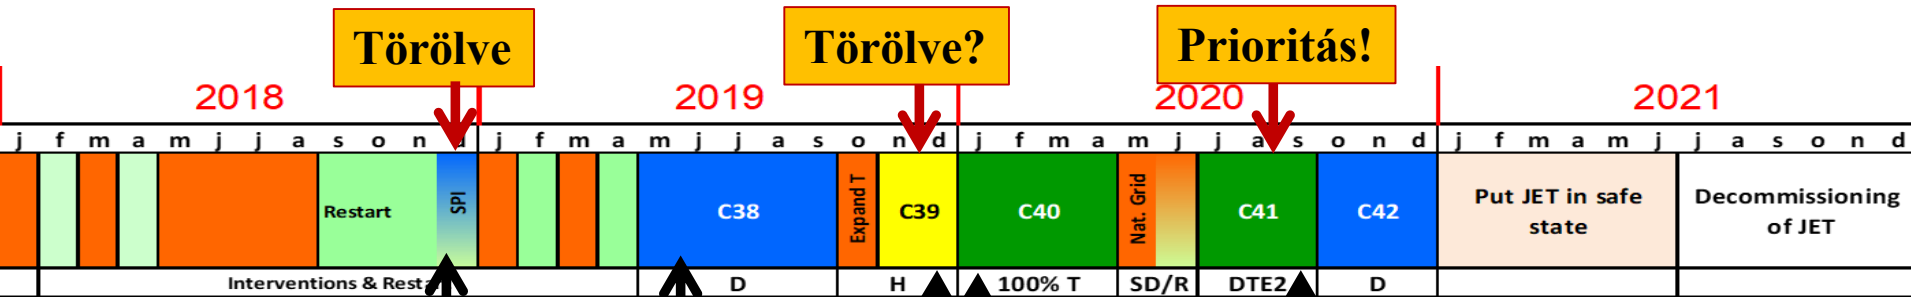 Törölve
Törölve?
Prioritás!
2018
2019
2020
2021
j f m a m j j a s o n d j f m a m j j a s o n d j f m a m j j a s o n d j f m a m j j a s o n d
Restart
SPI
C38
Expand T
C39
C40
Nat. Grid
C41
C42
Put JET in safe
state
Decommissioning
of JET
Interventions & Resta
D
H
100% T
SD/R
DTE2
D